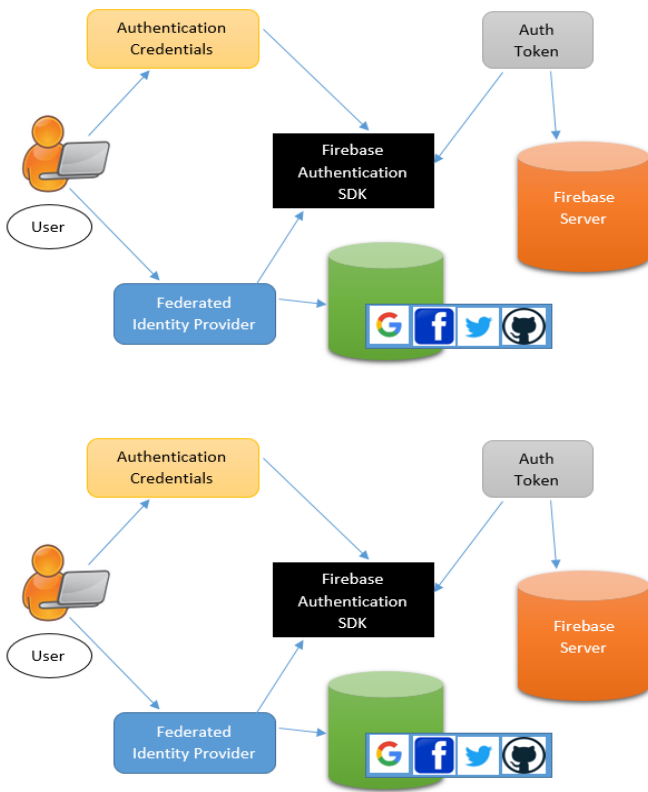 Authentication
Credentials
Auth
Token
Firebase
Authentication
SDK
Firebase
Server
User
Federated
Identity Provider
G
f
Authentication
Credentials
Auth
Token
Firebase
Authentication
SDK
Firebase
Server
User
Federated
Identity Provider
G
f